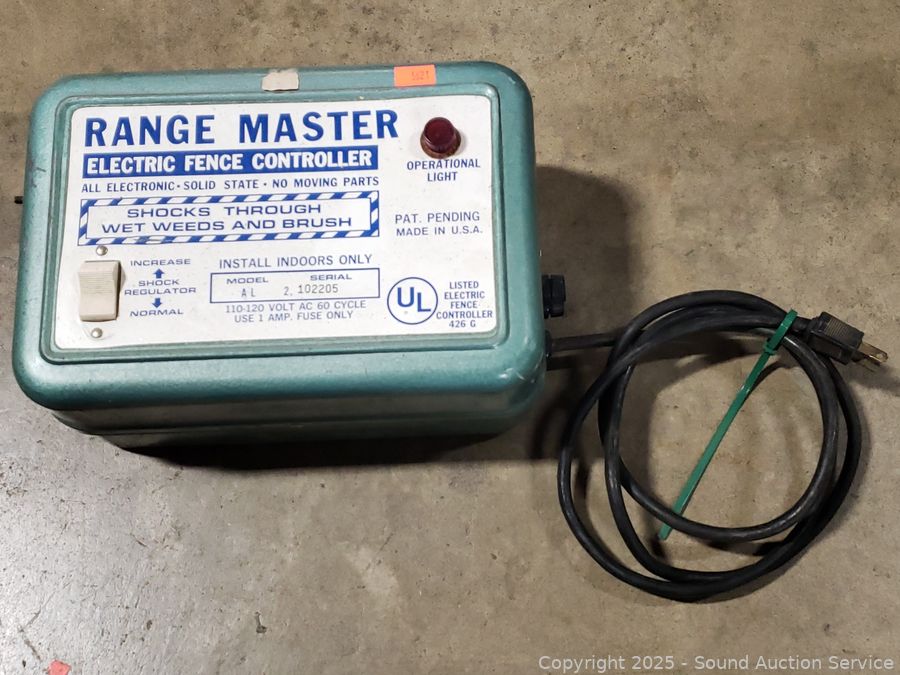 5621
RANGE MASTER
ELECTRIC FENCE CONTROLLER
ALL ELECTRONIC • SOLID STATE • NO MOVING PARTS
SHOCKS THROUGH
WET WEEDS AND BRUSH
OPERATIONAL
LIGHT
PAT. PENDING
MADE IN U.S.A.
INCREASE
SHOCK
REGULATOR
NORMAL
INSTALL INDOORS ONLY
MODEL SERIAL
AL 2. 102205
110-120 VOLT AC 60 CYCLE
USE 1 AMP. FUSE ONLY
UL
LISTED
ELECTRIC
FENCE
CONTROLLER
426 G
Copyright © 2025 - Sound Auction Service